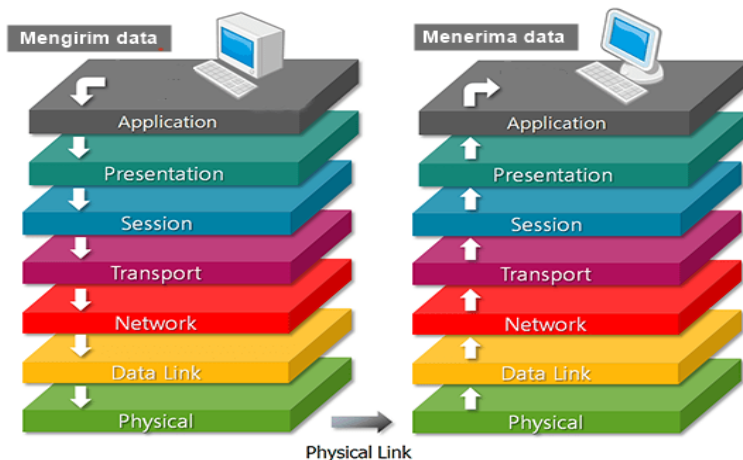 Mengirim data
Application
Presentation
Session
Transport
Network
Data Link
Physical
Menerima data
Application
Presentation
Session
Transport
Network
Data Link
Physical
Physical Link